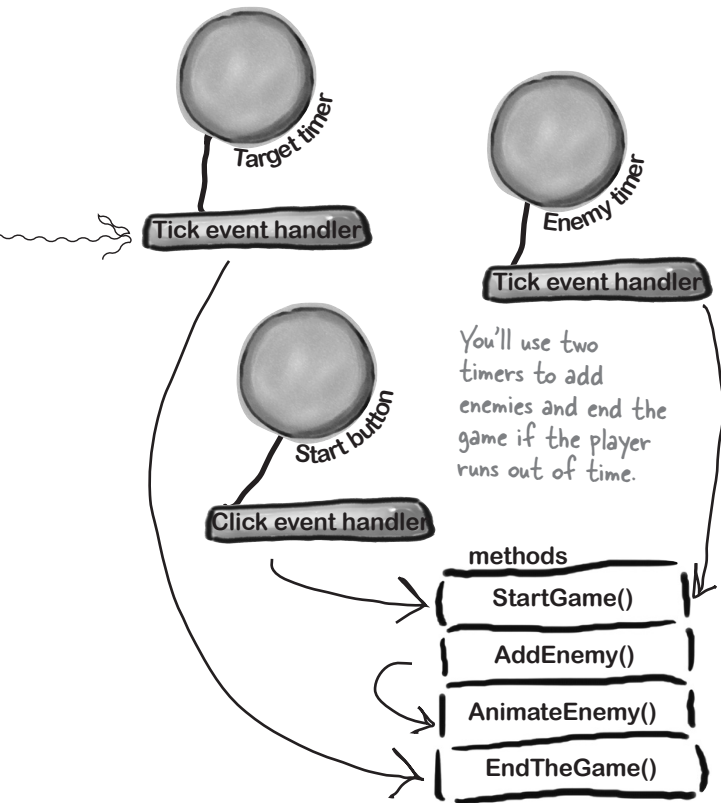 Target timer
Tick event handler
Enemy timer
Tick event handler
You'll use two
timers to add
enemies and end the
game if the player
runs out of time.
Start button
Click event handler
methods
StartGame()
AddEnemy()
AnimateEnemy()
EndTheGame()